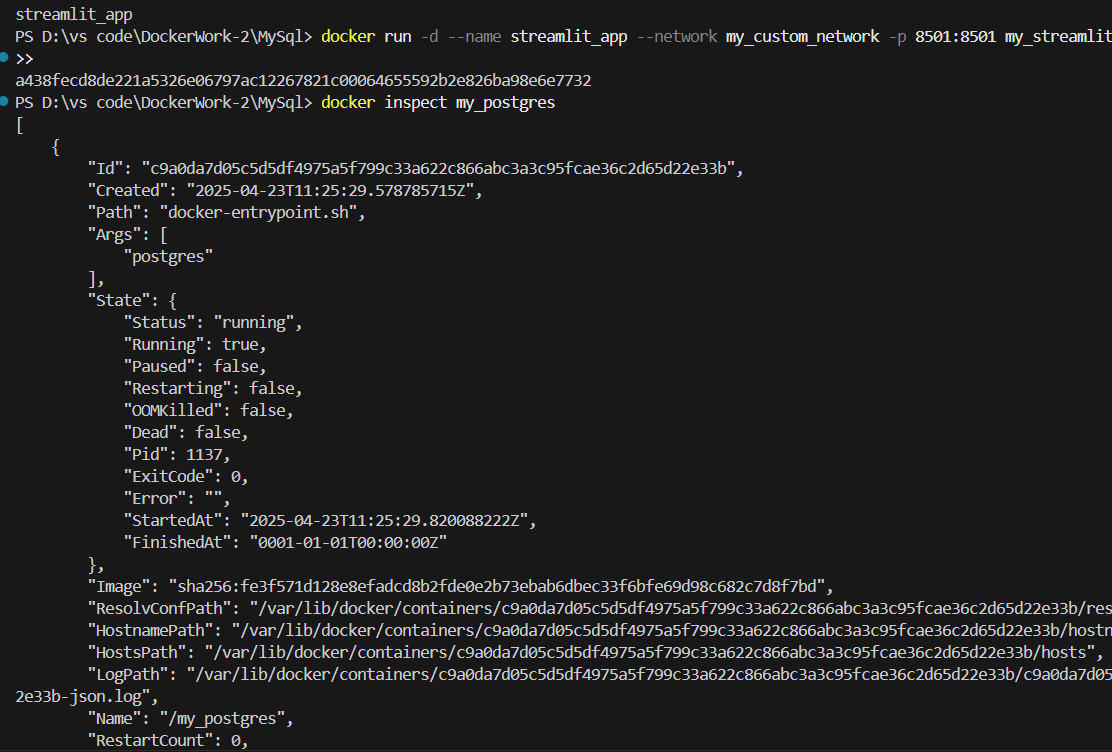 streamlit_app
PS D:\vs code\DockerWork-2\MySql> docker run -d --name streamlit_app --network my_custom_network -p 8501:8501 my_streamlit
>>
a438fecd8de221a5326e06797ac12267821c00064655592b2e826ba98e6e7732
PS D:\vs code\DockerWork-2\MySql> docker inspect my_postgres
[
    {
        "Id": "c9a0da7d05c5d5df4975a5f799c33a622c866abc3a3c95fcae36c2d65d22e33b",
        "Created": "2025-04-23T11:25:29.578785715Z",
        "Path": "docker-entrypoint.sh",
        "Args": [
            "postgres"
        ],
        "State": {
            "Status": "running",
            "Running": true,
            "Paused": false,
            "Restarting": false,
            "OOMKilled": false,
            "Dead": false,
            "Pid": 1137,
            "ExitCode": 0,
            "Error": "",
            "StartedAt": "2025-04-23T11:25:29.820088222Z",
            "FinishedAt": "0001-01-01T00:00:00Z"
        },
        "Image": "sha256:fe3f571d128e8efadcd8b2fde0e2b73ebab6dbec33f6bfe69d98c682c7d8f7bd",
        "ResolvConfPath": "/var/lib/docker/containers/c9a0da7d05c5d5df4975a5f799c33a622c866abc3a3c95fcae36c2d65d22e33b/res
        "HostnamePath": "/var/lib/docker/containers/c9a0da7d05c5d5df4975a5f799c33a622c866abc3a3c95fcae36c2d65d22e33b/hostn
        "HostsPath": "/var/lib/docker/containers/c9a0da7d05c5d5df4975a5f799c33a622c866abc3a3c95fcae36c2d65d22e33b/hosts",
        "LogPath": "/var/lib/docker/containers/c9a0da7d05c5d5df4975a5f799c33a622c866abc3a3c95fcae36c2d65d22e33b/c9a0da7d05
2e33b-json.log",
        "Name": "/my_postgres",
        "RestartCount": 0,